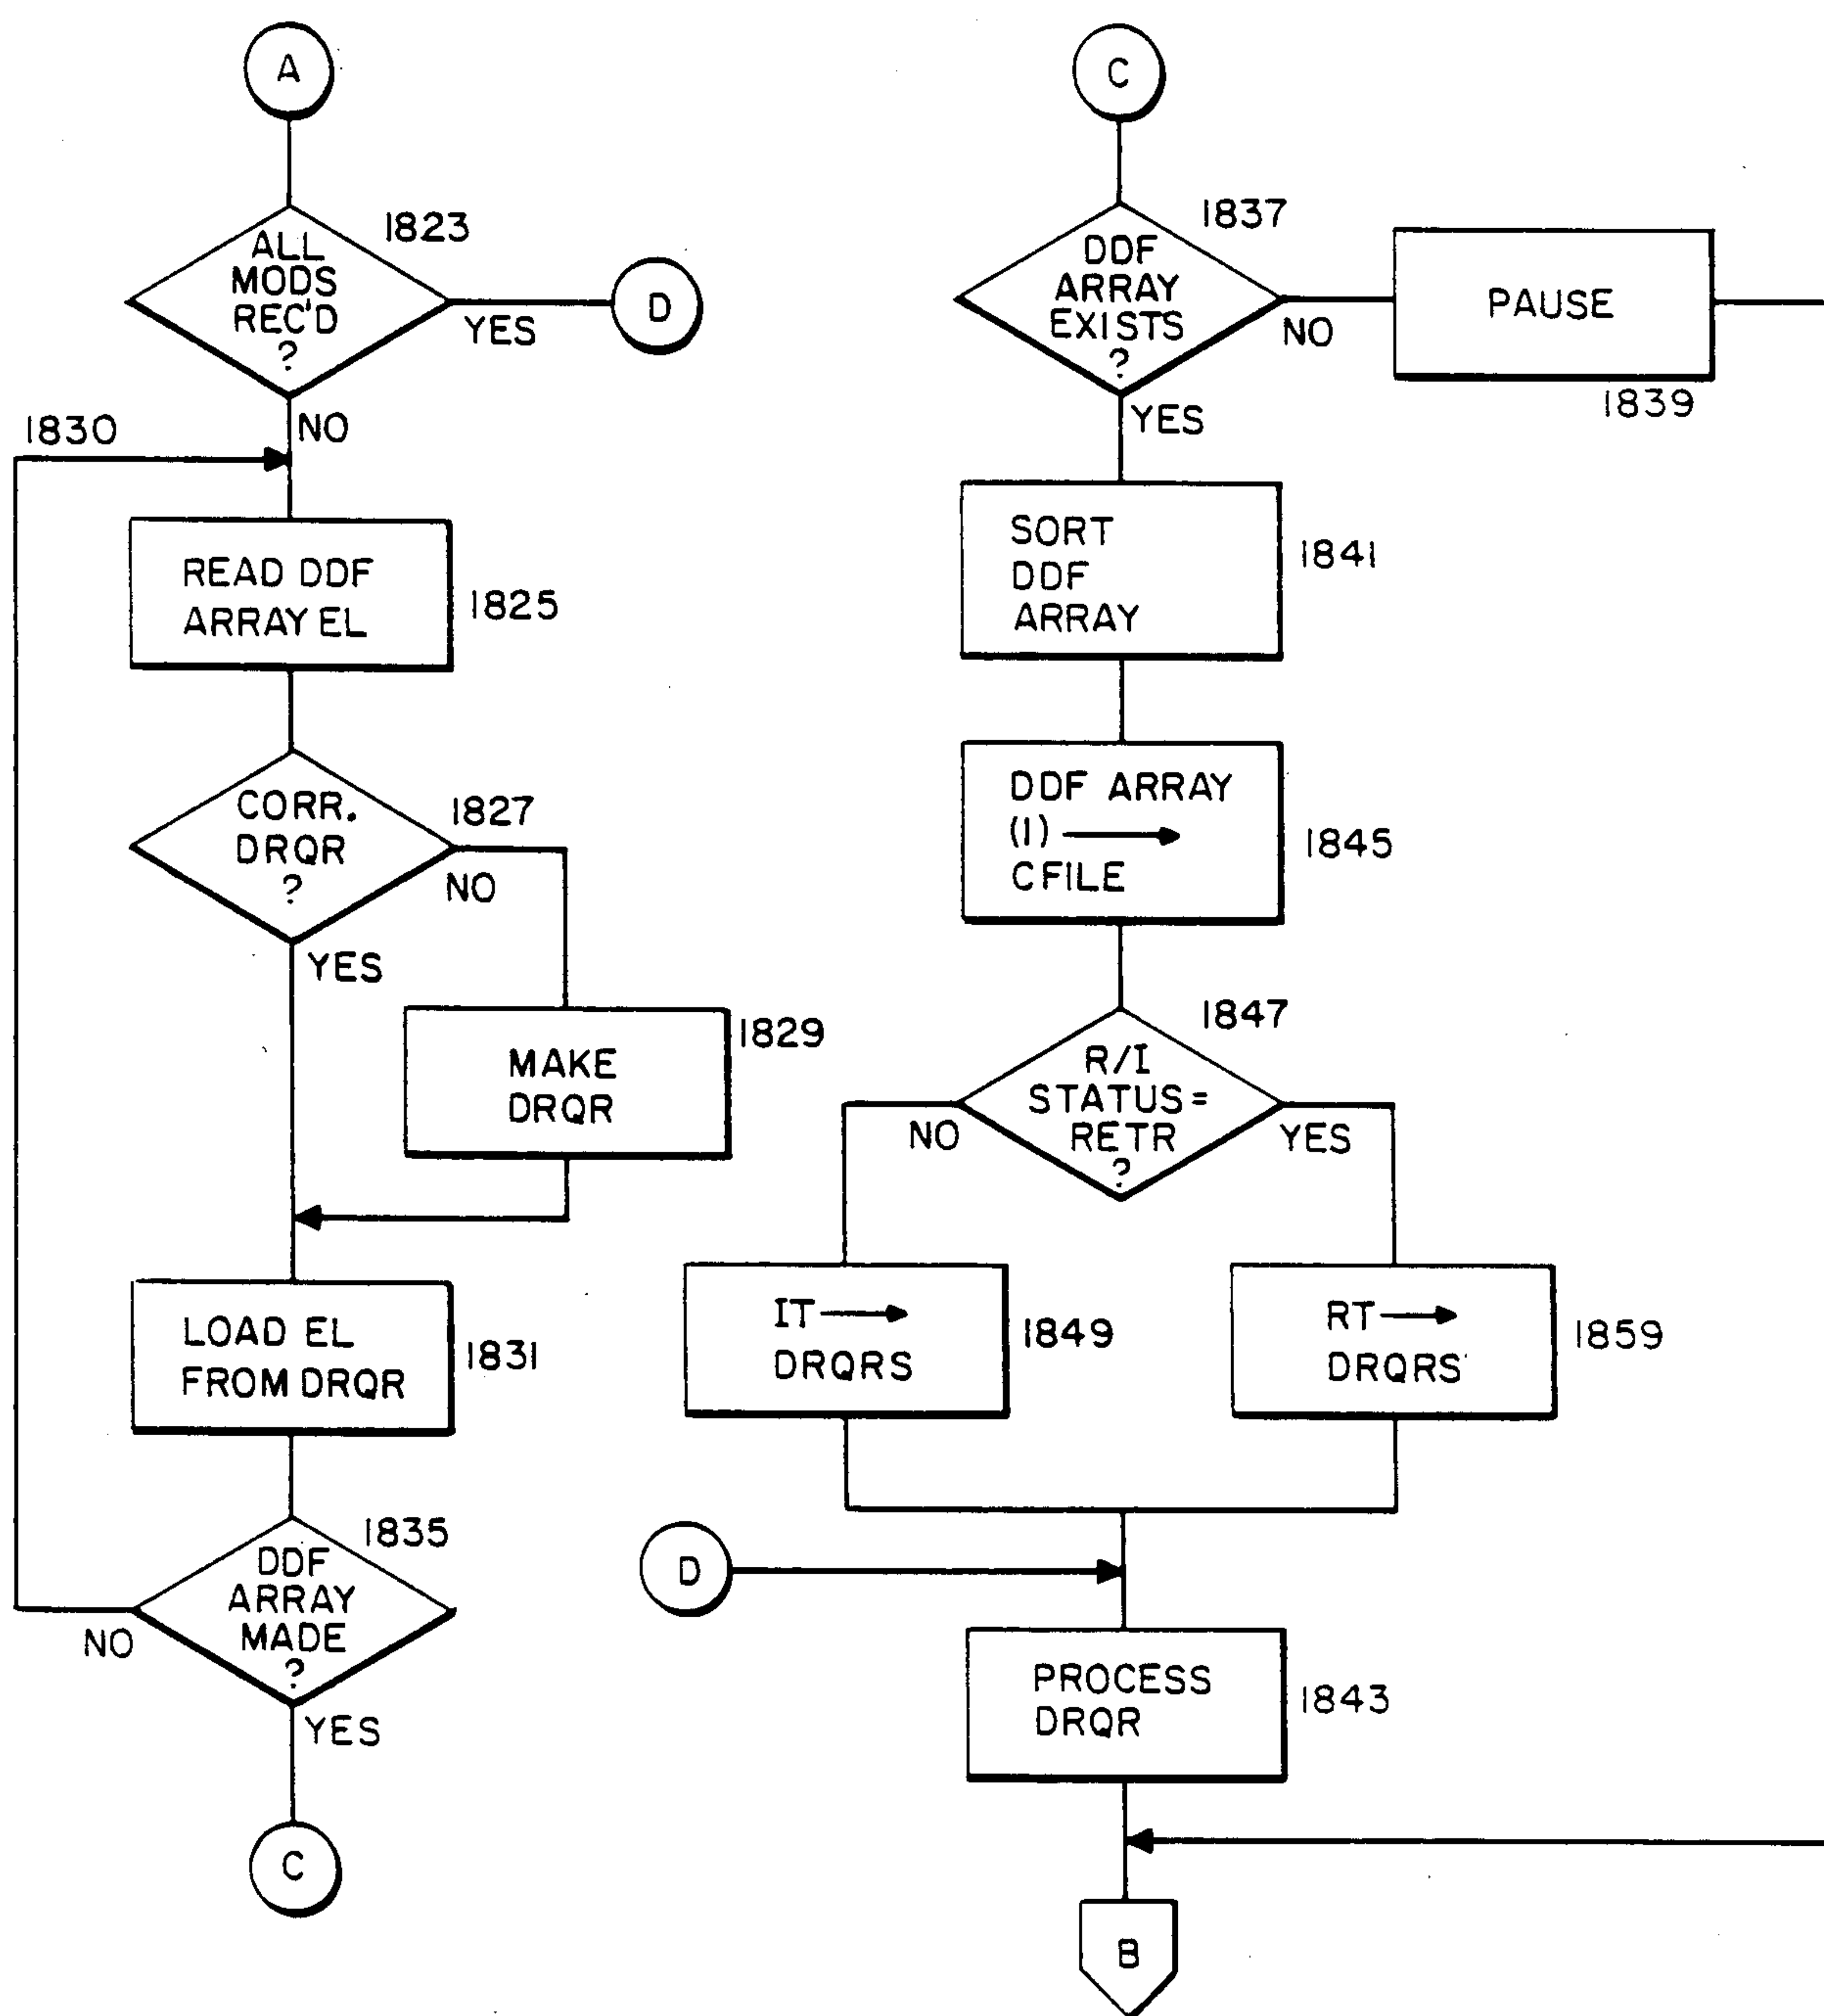 A
1823
ALL
MODS
REC'D
?
YES
D
NO
1830
READ DDF
ARRAY EL
1825
CORR.
DRQR
?
1827
NO
YES
1829
MAKE
DRQR
LOAD EL
FROM DRQR
1831
1835
DDF
ARRAY
MADE
?
NO
YES
C
C
1837
DDF
ARRAY
EXISTS
?
NO
PAUSE
1839
YES
SORT
DDF
ARRAY
1841
DDF ARRAY
(I) →
CFILE
1845
1847
R/I
STATUS =
RETR
?
NO
YES
IT →
DRQRS
1849
RT →
DRQRS
1859
D
PROCESS
DRQR
1843
B